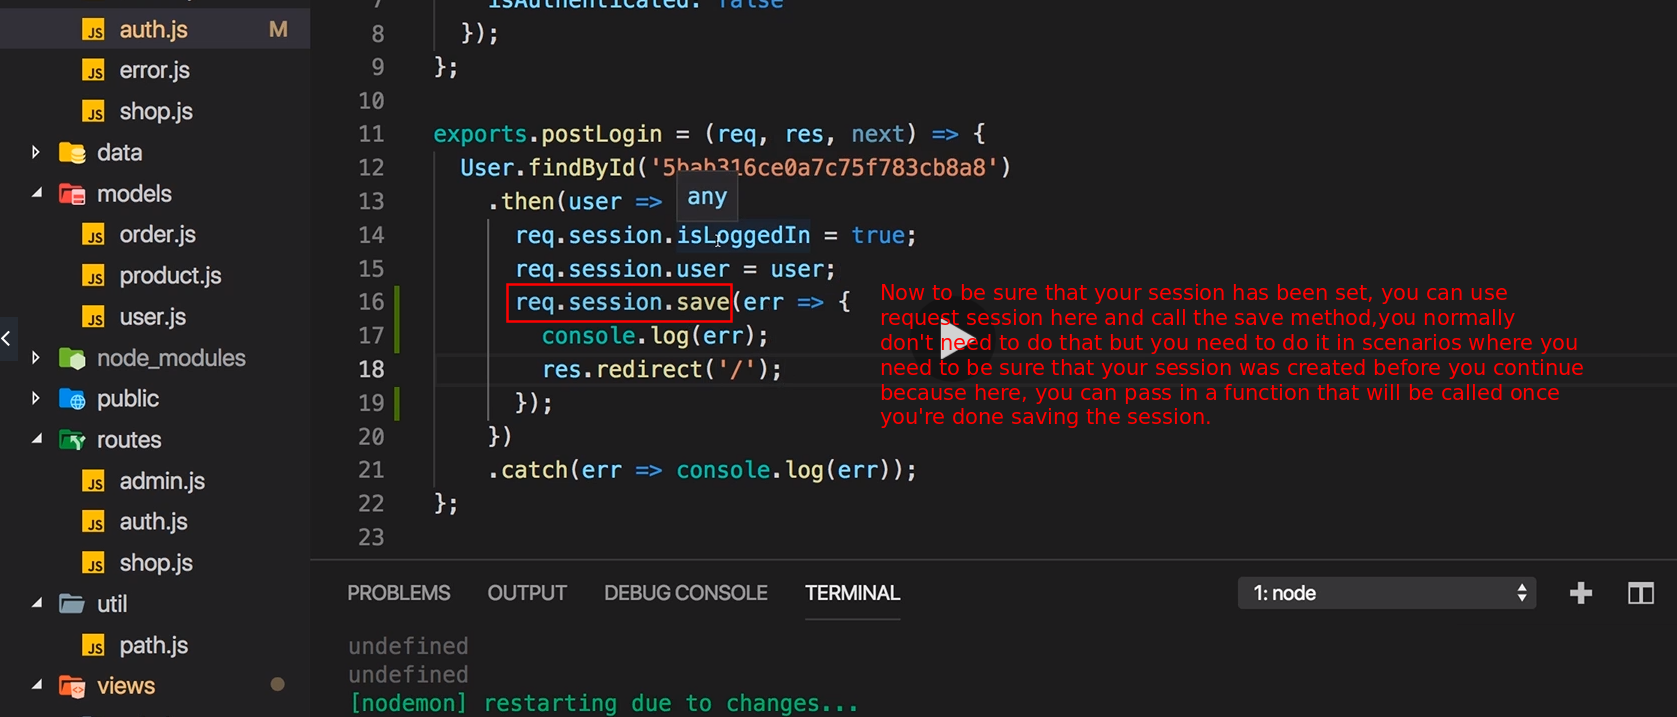 auth.js M
error.js
shop.js
data
models
order.js
product.js
user.js
node_modules
public
routes
admin.js
auth.js
shop.js
util
path.js
views
7 isAuthenticated: false
8 });
9 };
10
11 exports.postLogin = (req, res, next) => {
12 User.findById('5bab316ce0a7c75f783cb8a8')
13 .then(user =>
any
14 req.session.isLoggedIn = true;
15 req.session.user = user;
16 req.session.save(err => {
17 console.log(err);
18 res.redirect('/');
19 });
20 })
21 .catch(err => console.log(err));
22 };
23
Now to be sure that your session has been set, you can use
request session here and call the save method,you normally
don't need to do that but you need to do it in scenarios where you
need to be sure that your session was created before you continue
because here, you can pass in a function that will be called once
you're done saving the session.
PROBLEMS OUTPUT DEBUG CONSOLE TERMINAL 1: node
undefined
undefined
[nodemon] restarting due to changes...